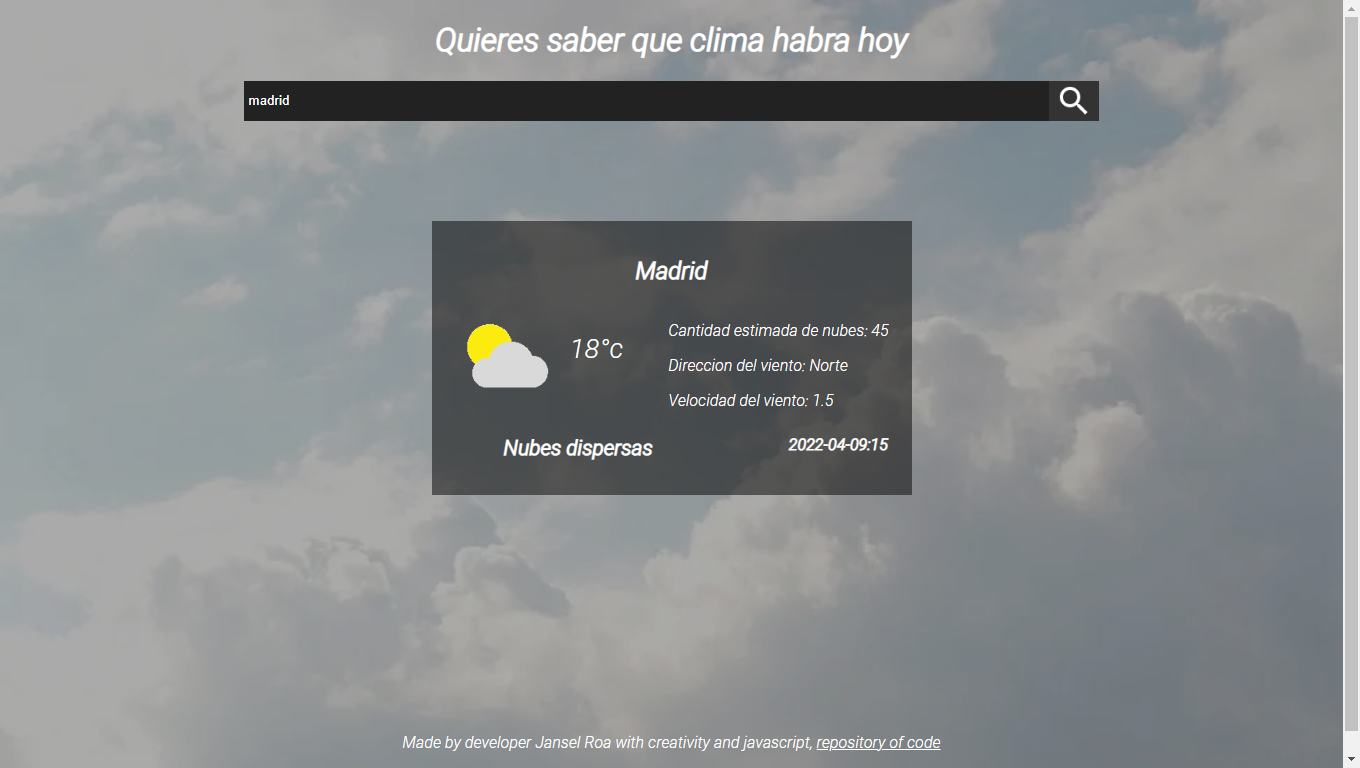 Quieres saber que clima habra hoy
madrid
Madrid
18°c
Cantidad estimada de nubes: 45
Direccion del viento: Norte
Velocidad del viento: 1.5
Nubes dispersas
2022-04-09:15
Made by developer Jansel Roa with creativity and javascript, repository of code